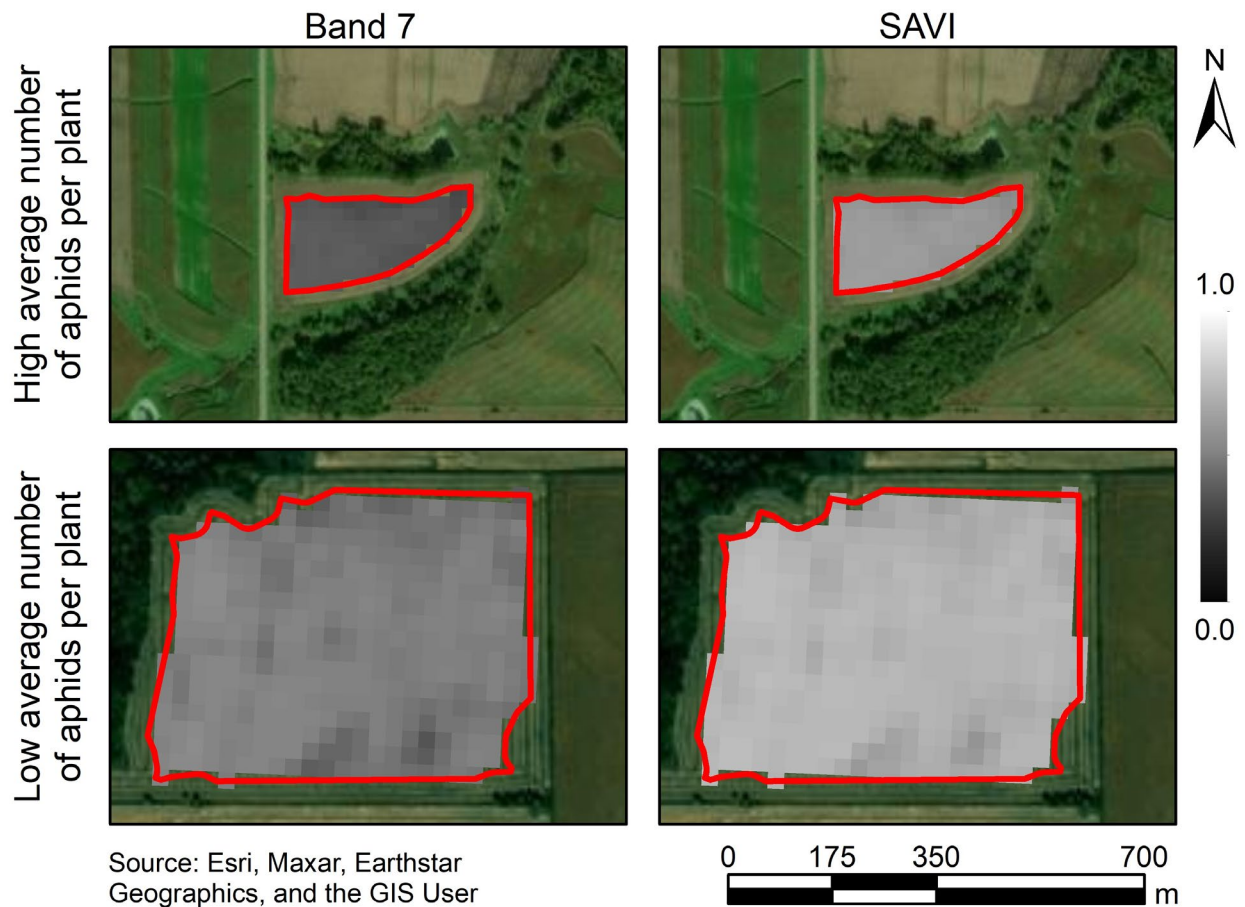 Band 7
SAVI
N
High average number
of aphids per plant
1.0
0.0
Low average number
of aphids per plant
Source: Esri, Maxar, Earthstar
Geographics, and the GIS User
0 175 350 700
m